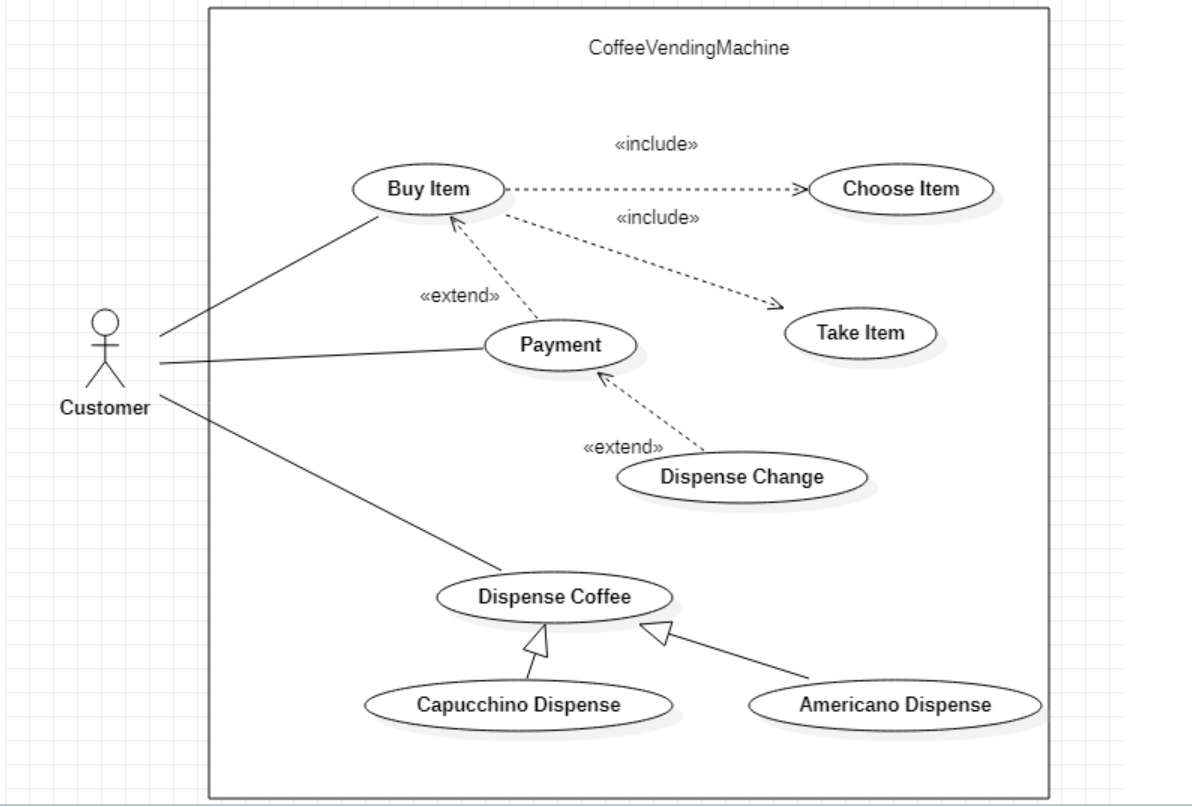 CoffeeVendingMachine
«include»
Buy Item
Choose Item
«include»
«extend»
Take Item
Payment
Customer
«extend»
Dispense Change
Dispense Coffee
Capucchino Dispense
Americano Dispense